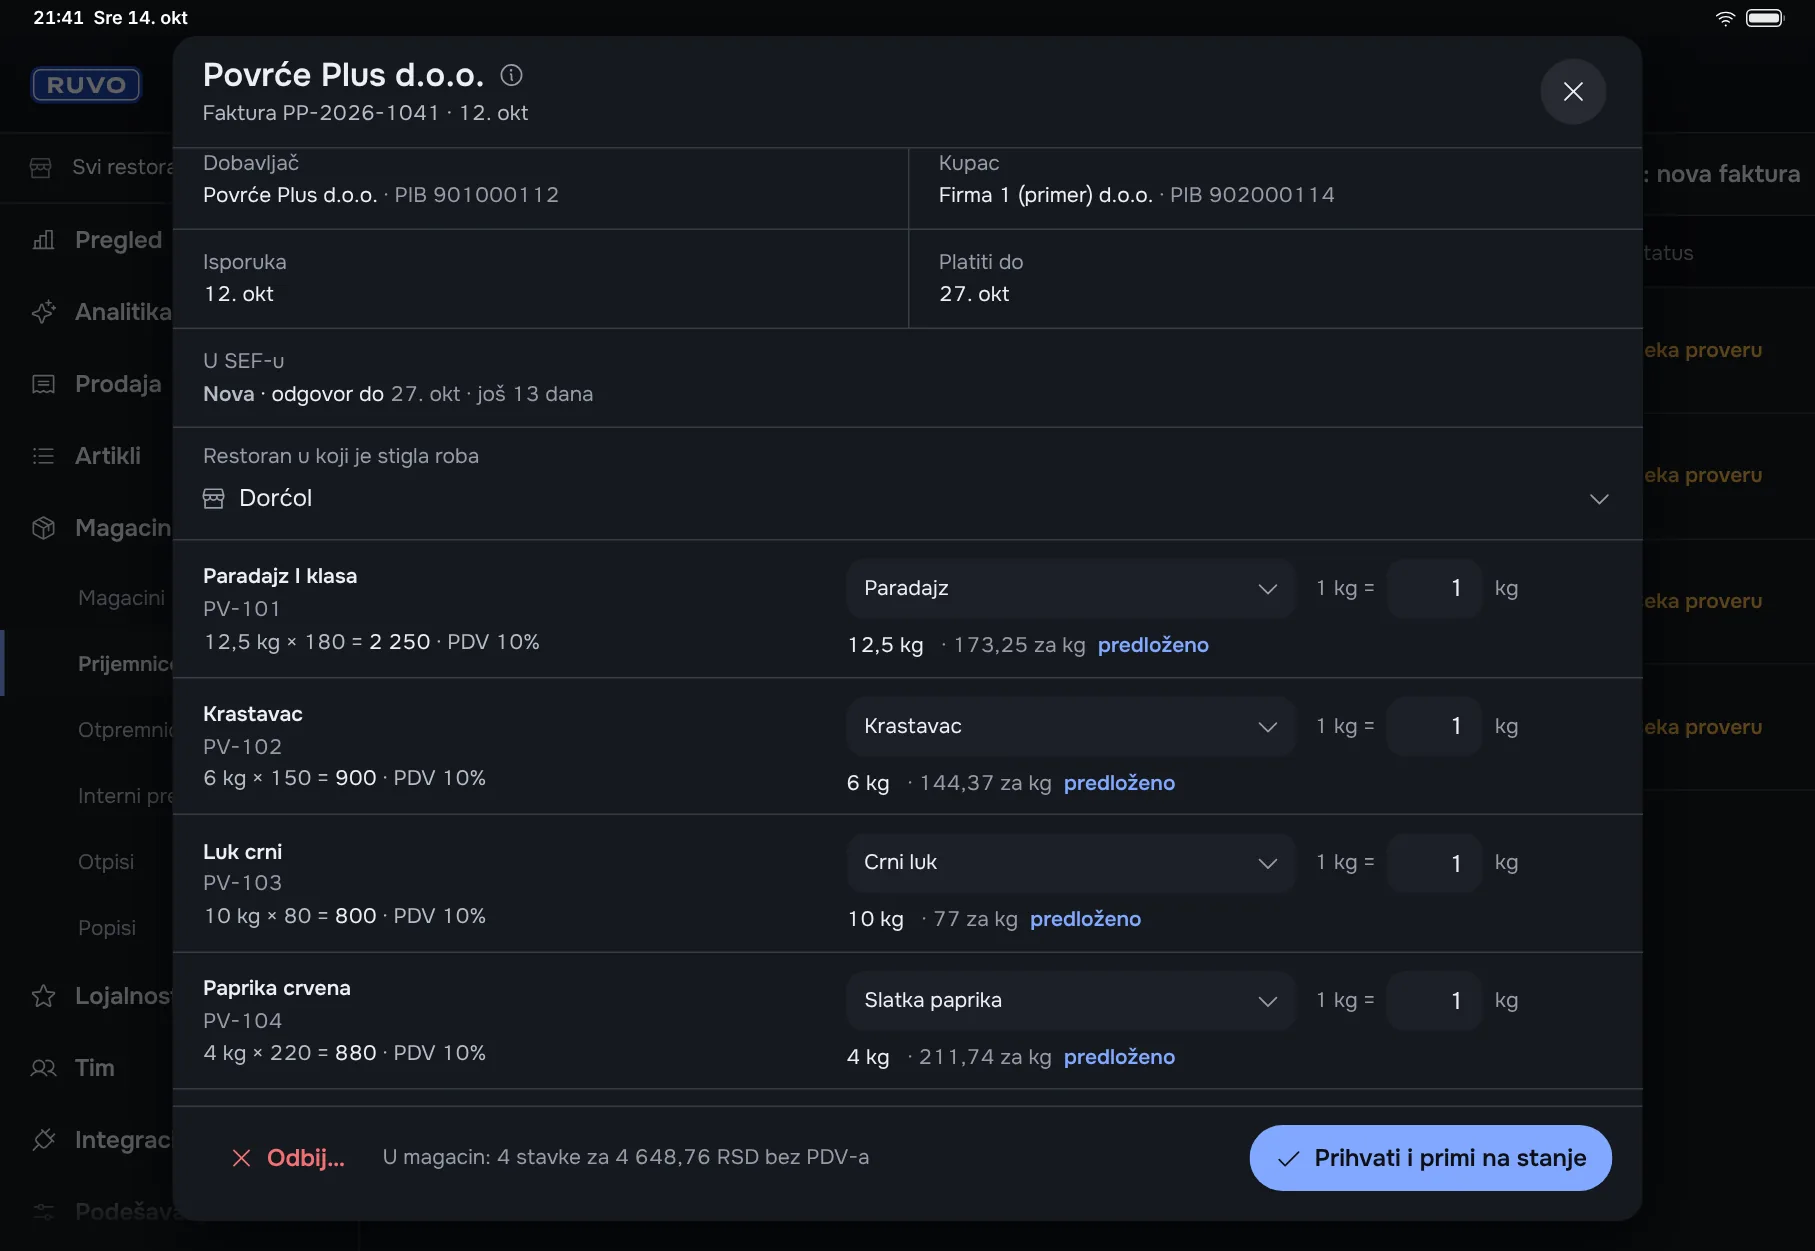 21:41 Sre 14. okt
RUVO
Svi restora
Pregled
Analitika
Prodaja
Artikli
Magacin
Magacini
Prijemnice
Otpremnic
Interni pre
Otpisi
Popisi
Lojalnost
Tim
Integraci
Podešava
Povrće Plus d.o.o.
Faktura PP-2026-1041 · 12. okt
Dobavljač
Povrće Plus d.o.o. · PIB 901000112
Kupac
Firma 1 (primer) d.o.o. · PIB 902000114
Isporuka
12. okt
Platiti do
27. okt
U SEF-u
Nova · odgovor do 27. okt · još 13 dana
Restoran u koji je stigla roba
Dorćol
Paradajz I klasa
PV-101
12,5 kg × 180 = 2 250 · PDV 10%
Paradajz
1 kg = 1 kg
12,5 kg · 173,25 za kg predloženo
Krastavac
PV-102
6 kg × 150 = 900 · PDV 10%
Krastavac
1 kg = 1 kg
6 kg · 144,37 za kg predloženo
Luk crni
PV-103
10 kg × 80 = 800 · PDV 10%
Crni luk
1 kg = 1 kg
10 kg · 77 za kg predloženo
Paprika crvena
PV-104
4 kg × 220 = 880 · PDV 10%
Slatka paprika
1 kg = 1 kg
4 kg · 211,74 za kg predloženo
Odbij...
U magacin: 4 stavke za 4 648,76 RSD bez PDV-a
Prihvati i primi na stanje
: nova faktura
tatus
eka proveru
eka proveru
eka proveru
eka proveru